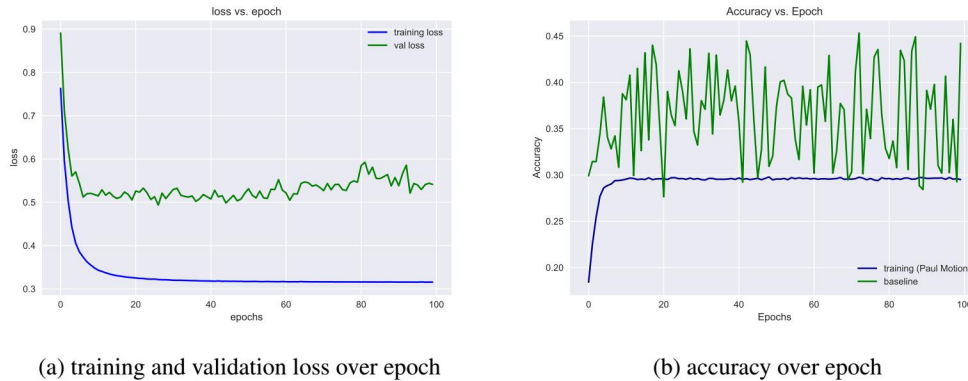 loss vs. epoch
training loss
val loss
0.9
0.8
0.7
0.6
0.5
0.4
0.3
loss
0
20
40
60
80
100
epochs
(a) training and validation loss over epoch
Accuracy vs. Epoch
0.45
0.40
0.35
0.30
0.25
0.20
Accuracy
training (Paul Motion
baseline
0
20
40
60
80
100
Epochs
(b) accuracy over epoch